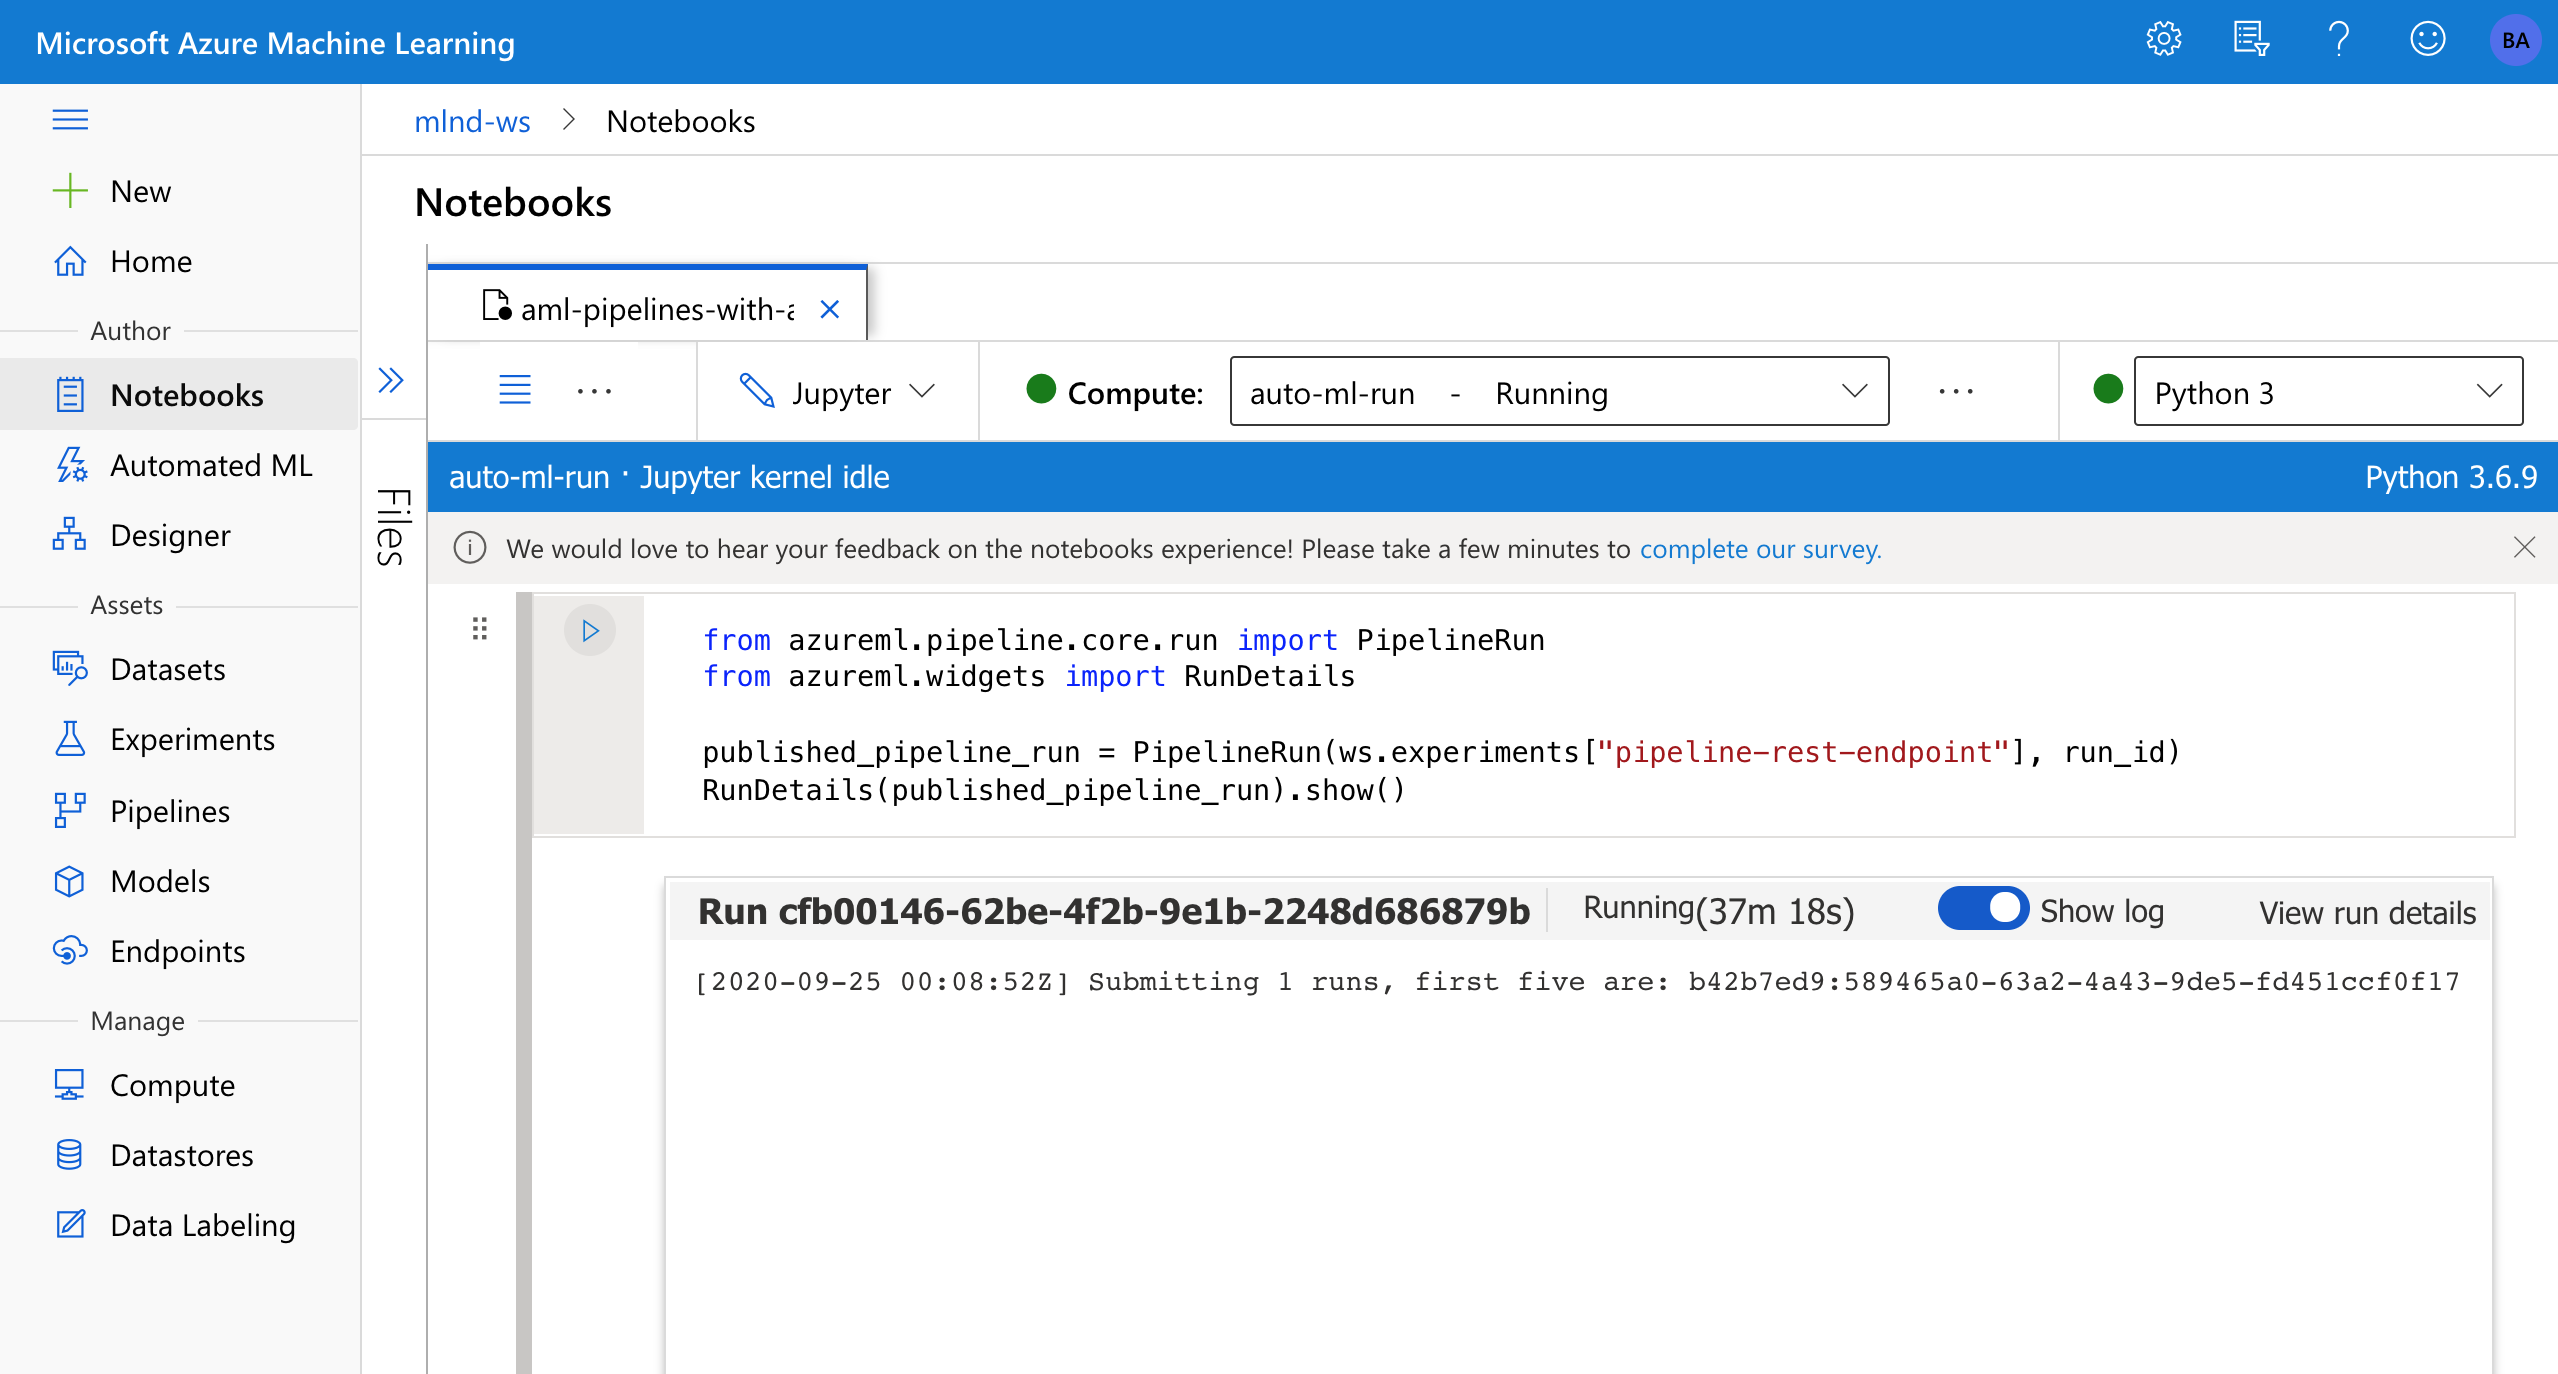 Microsoft Azure Machine Learning
BA
New
Home
Author
Notebooks
Automated ML
Designer
Assets
Datasets
Experiments
Pipelines
Models
Endpoints
Manage
Compute
Datastores
Data Labeling
mlnd-ws > Notebooks
Notebooks
Files
aml-pipelines-with-a
Jupyter
Compute: auto-ml-run - Running
Python 3
auto-ml-run · Jupyter kernel idle
Python 3.6.9
We would love to hear your feedback on the notebooks experience! Please take a few minutes to complete our survey.
from azureml.pipeline.core.run import PipelineRun
from azureml.widgets import RunDetails
published_pipeline_run = PipelineRun(ws.experiments["pipeline-rest-endpoint"], run_id)
RunDetails(published_pipeline_run).show()
Run cfb00146-62be-4f2b-9e1b-2248d686879b
Running(37m 18s)
Show log
View run details
[2020-09-25 00:08:52Z] Submitting 1 runs, first five are: b42b7ed9:589465a0-63a2-4a43-9de5-fd451ccf0f17